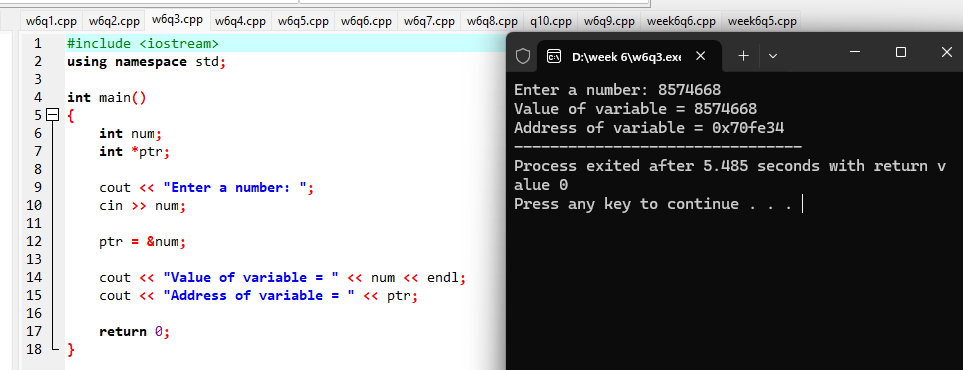 w6q1.cpp w6q2.cpp w6q3.cpp w6q4.cpp w6q5.cpp w6q6.cpp w6q7.cpp w6q8.cpp q10.cpp w6q9.cpp week6q6.cpp week6q5.cpp
1 #include <iostream>
2 using namespace std;
3
4 int main()
5 {
6 int num;
7 int *ptr;
8
9 cout << "Enter a number: ";
10 cin >> num;
11
12 ptr = &num;
13
14 cout << "Value of variable = " << num << endl;
15 cout << "Address of variable = " << ptr;
16
17 return 0;
18 }
D:\week 6\w6q3.exe
Enter a number: 8574668
Value of variable = 8574668
Address of variable = 0x70fe34
--------------------------------
Process exited after 5.485 seconds with return v
alue 0
Press any key to continue . . .